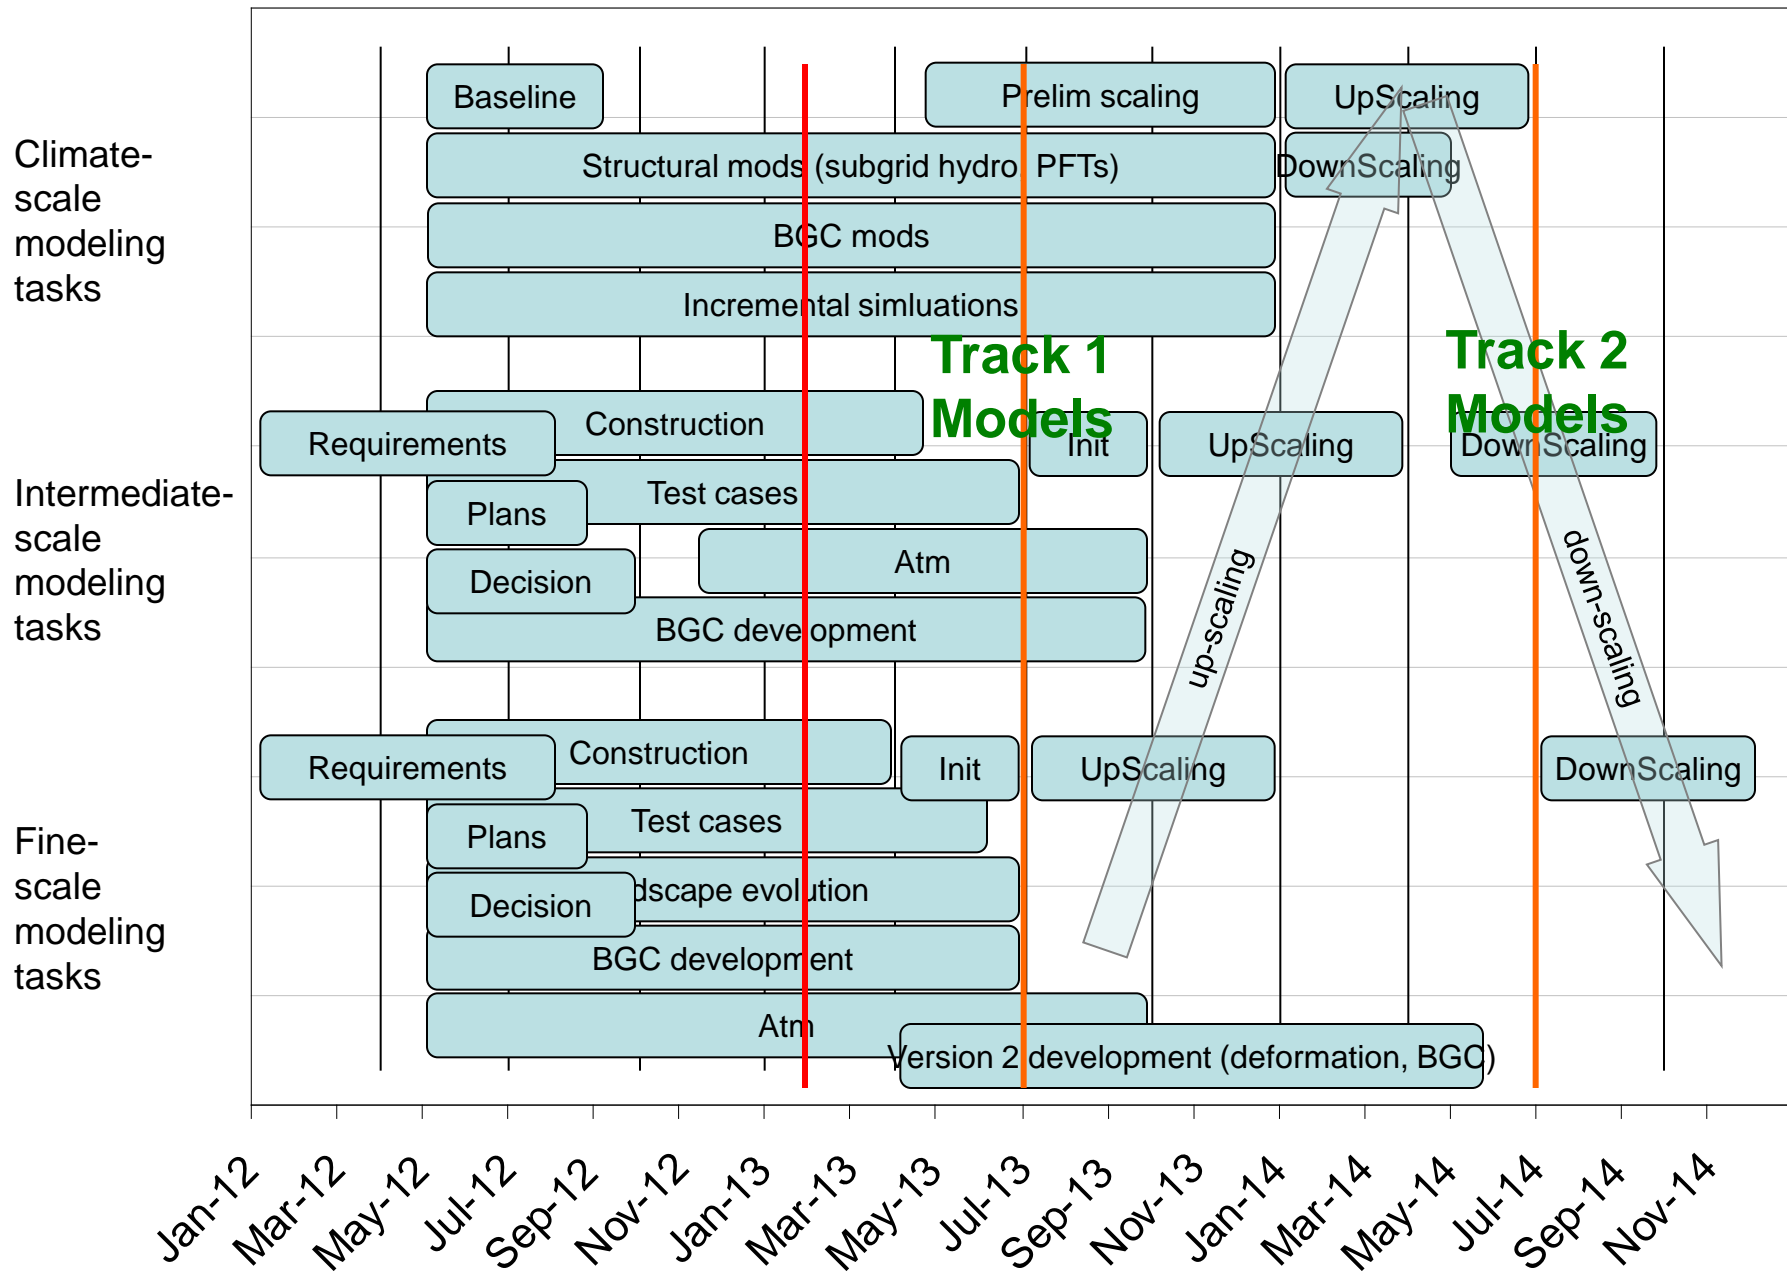 Climate-
scale
modeling
tasks
Baseline
Prelim scaling
UpScaling
Structural mods (subgrid hydro, PFTs)
DownScaling
BGC mods
Incremental simluations
Track 1
Models
Track 2
Models
Intermediate-
scale
modeling
tasks
Requirements
Construction
Init
UpScaling
DownScaling
Plans
Test cases
Atm
Decision
BGC development
up-scaling
down-scaling
Fine-
scale
modeling
tasks
Requirements
Construction
Init
UpScaling
DownScaling
Plans
Test cases
Decision
dscape evolution
BGC development
Atm
Version 2 development (deformation, BGC)
Jan-12
Mar-12
May-12
Jul-12
Sep-12
Nov-12
Jan-13
Mar-13
May-13
Jul-13
Sep-13
Nov-13
Jan-14
Mar-14
May-14
Jul-14
Sep-14
Nov-14